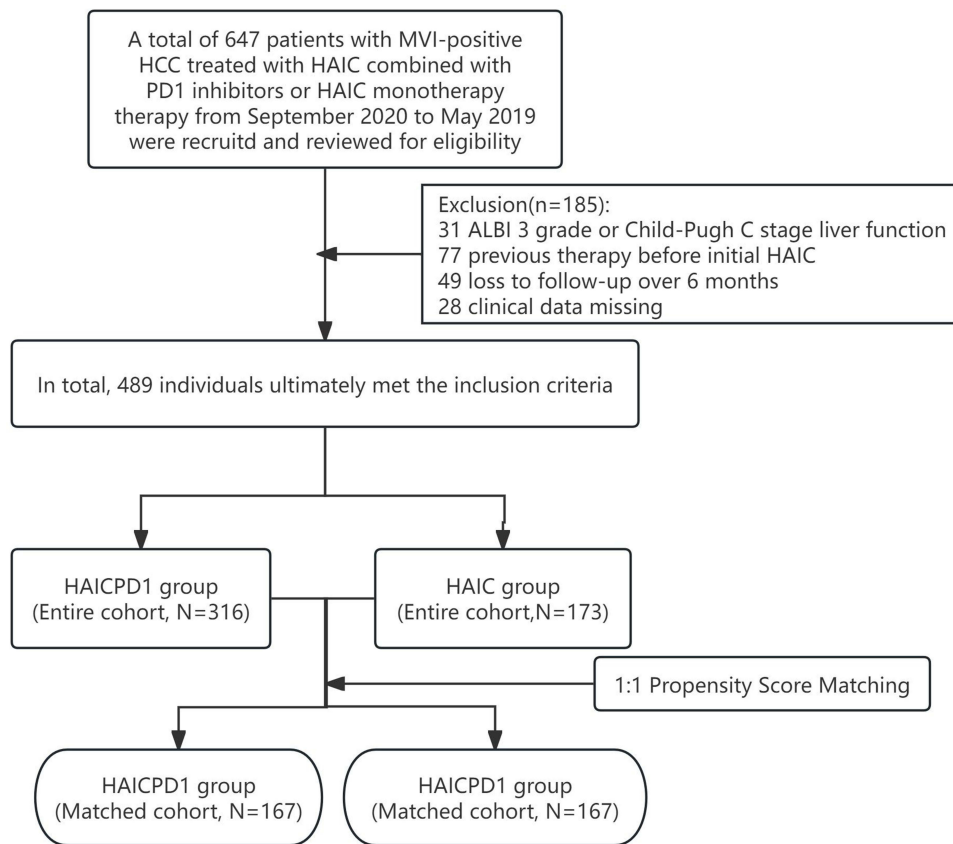 A total of 647 patients with MVI-positive
HCC treated with HAIC combined with
PD1 inhibitors or HAIC monotherapy
therapy from September 2020 to May 2019
were recruitd and reviewed for eligibility
Exclusion(n=185):
31 ALBI 3 grade or Child-Pugh C stage liver function
77 previous therapy before initial HAIC
49 loss to follow-up over 6 months
28 clinical data missing
In total, 489 individuals ultimately met the inclusion criteria
HAICPD1 group
(Entire cohort, N=316)
HAIC group
(Entire cohort,N=173)
1:1 Propensity Score Matching
HAICPD1 group
(Matched cohort, N=167)
HAICPD1 group
(Matched cohort, N=167)